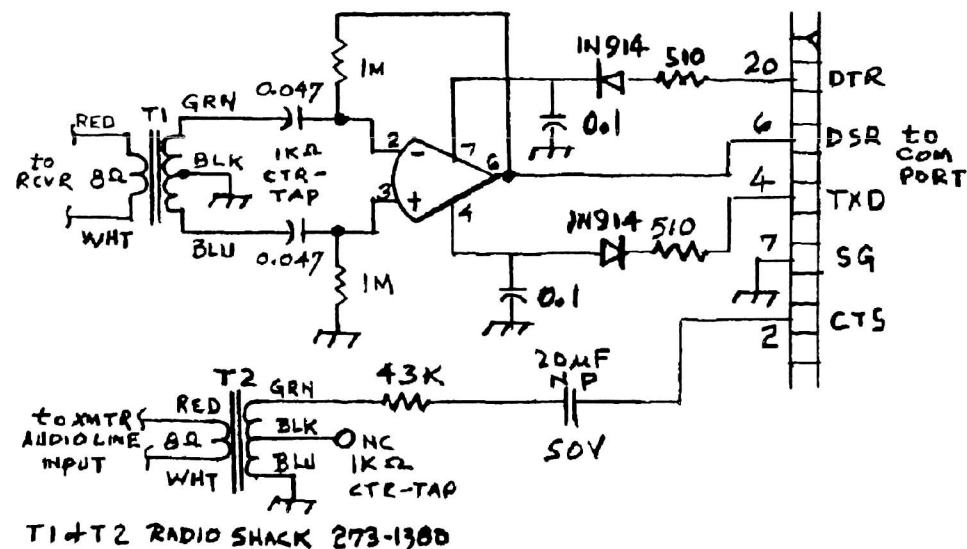 1M
1N914
510
20
DTR
0.047
0.1
GRN
T1
RED
to
RCVR
8Ω
WHT
BLK
1KΩ
CTR-
TAP
2
-
7
6
3
+
4
6
DSR
to
COM
PORT
4
TXD
BLU
0.047
1M
1N914
510
0.1
7
SG
CTS
2
T2
RED
GRN
43K
20µF
N P
50V
to XMTR
AUDIO LINE
INPUT
8Ω
WHT
BLK
NC
1KΩ
CTR-TAP
BLU
T1 & T2 RADIO SHACK 273-1380